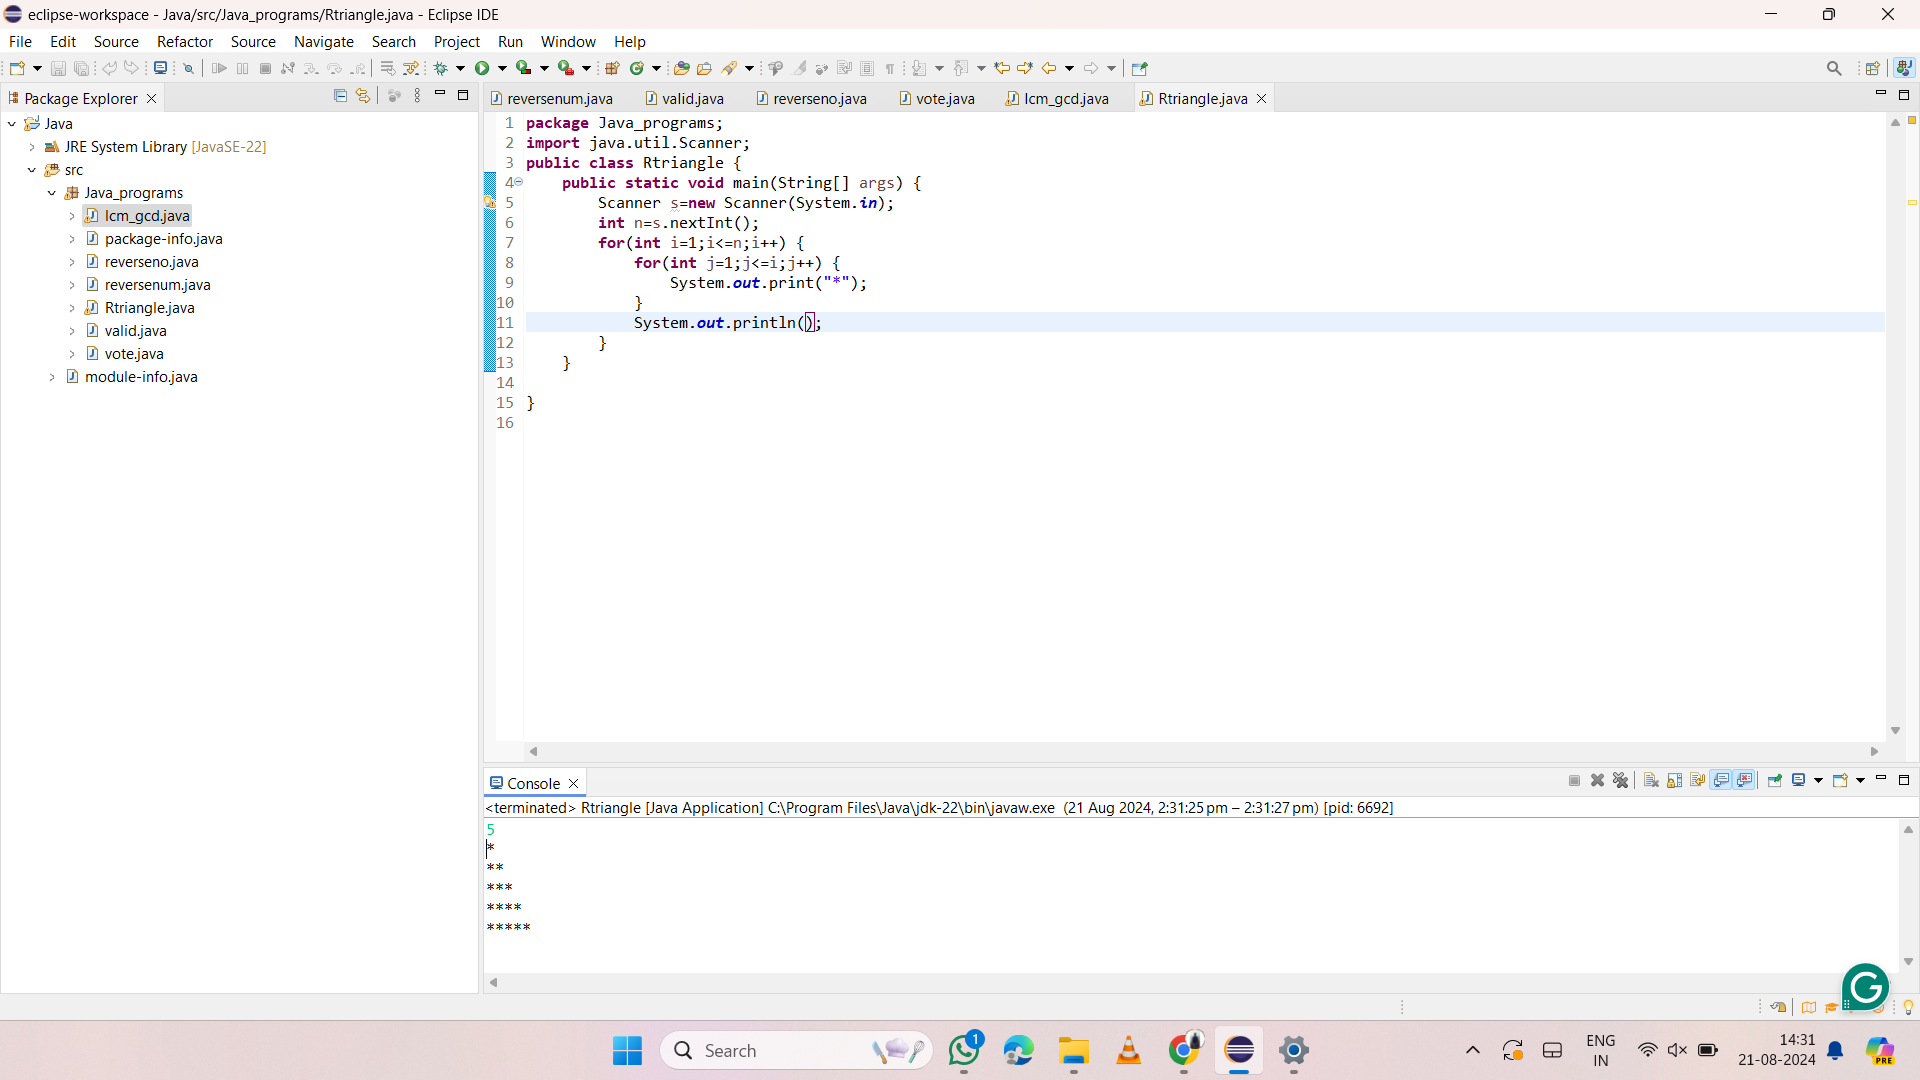 eclipse-workspace - Java/src/Java_programs/Rtriangle.java - Eclipse IDE
File Edit Source Refactor Source Navigate Search Project Run Window Help
Package Explorer
Java
JRE System Library [JavaSE-22]
src
Java_programs
lcm_gcd.java
package-info.java
reverseno.java
reversenum.java
Rtriangle.java
valid.java
vote.java
module-info.java
reversenum.java valid.java reverseno.java vote.java lcm_gcd.java Rtriangle.java
1 package Java_programs;
2 import java.util.Scanner;
3 public class Rtriangle {
4 public static void main(String[] args) {
5 Scanner s=new Scanner(System.in);
6 int n=s.nextInt();
7 for(int i=1;i<=n;i++) {
8 for(int j=1;j<=i;j++) {
9 System.out.print("*");
10 }
11 System.out.println();
12 }
13 }
14
15 }
16
Console
<terminated> Rtriangle [Java Application] C:\Program Files\Java\jdk-22\bin\javaw.exe (21 Aug 2024, 2:31:25 pm – 2:31:27 pm) [pid: 6692]
5
*
**
***
****
*****
Search
1
ENG
IN
14:31
21-08-2024
PRE